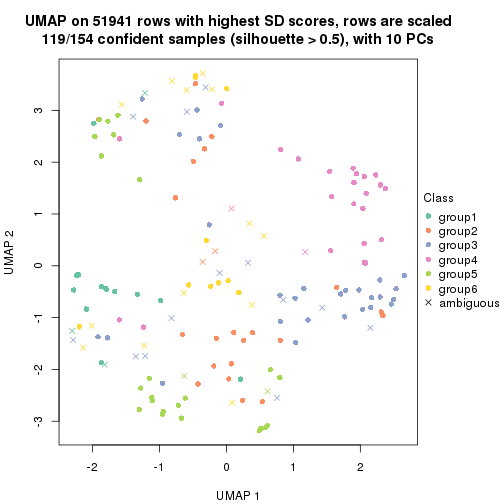 UMAP on 51941 rows with highest SD scores, rows are scaled
119/154 confident samples (silhouette > 0.5), with 10 PCs
3
2
1
0
-1
-2
-3
UMAP 2
-2
-1
0
1
2
UMAP 1
Class
group1
group2
group3
group4
group5
group6
ambiguous